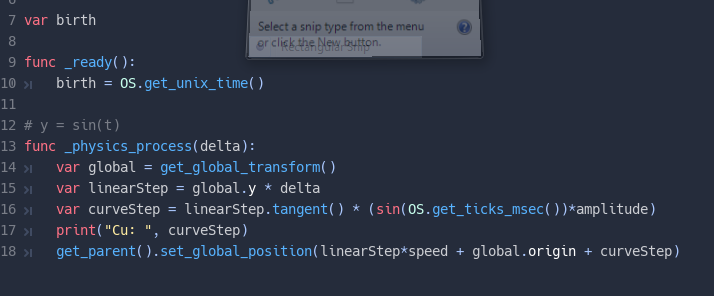 Select a snip type from the menu
or click the New button.
Rectangular Snip
7 var birth
8
9 func _ready():
10 birth = OS.get_unix_time()
11
12 # y = sin(t)
13 func _physics_process(delta):
14 var global = get_global_transform()
15 var linearStep = global.y * delta
16 var curveStep = linearStep.tangent() * (sin(OS.get_ticks_msec())*amplitude)
17 print("Cu: ", curveStep)
18 get_parent().set_global_position(linearStep*speed + global.origin + curveStep)